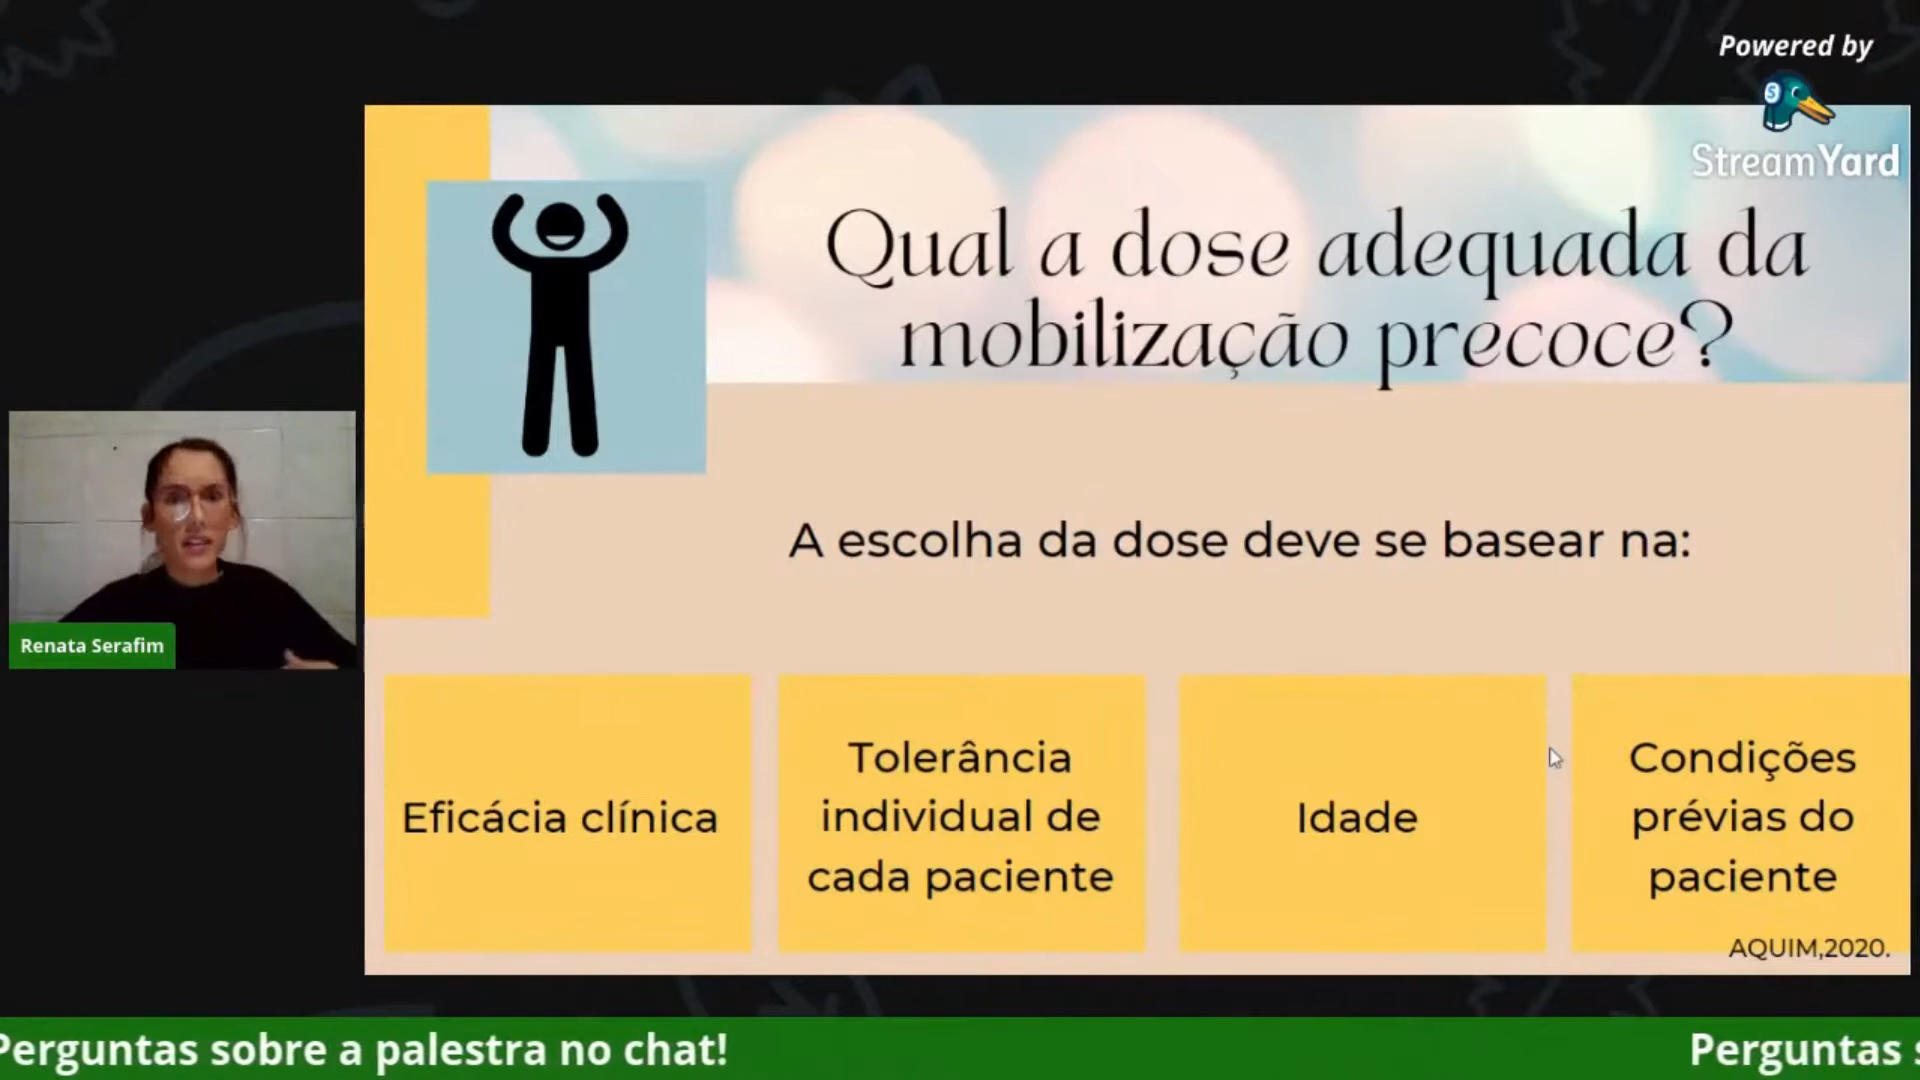 Powered by
S
StreamYard
Qual a dose adequada da
mobilização precoce?
A escolha da dose deve se basear na:
Renata Serafim
Eficácia clínica
Tolerância
individual de
cada paciente
Idade
Condições
prévias do
paciente
AQUIM,2020.
Perguntas sobre a palestra no chat!
Perguntas s